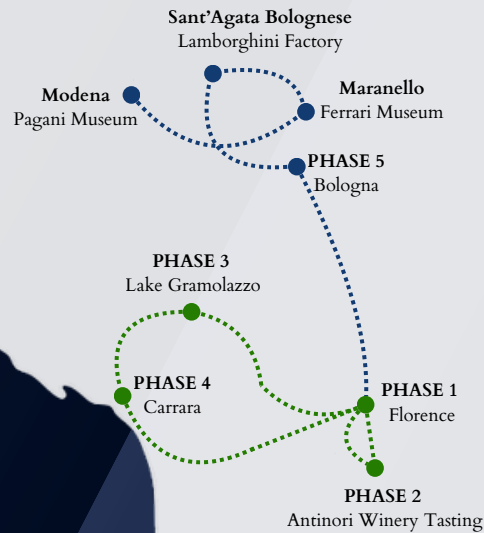 Sant’Agata Bolognese
Lamborghini Factory
Modena
Pagani Museum
Maranello
Ferrari Museum
PHASE 5
Bologna
PHASE 3
Lake Gramolazzo
PHASE 4
Carrara
PHASE 1
Florence
PHASE 2
Antinori Winery Tasting